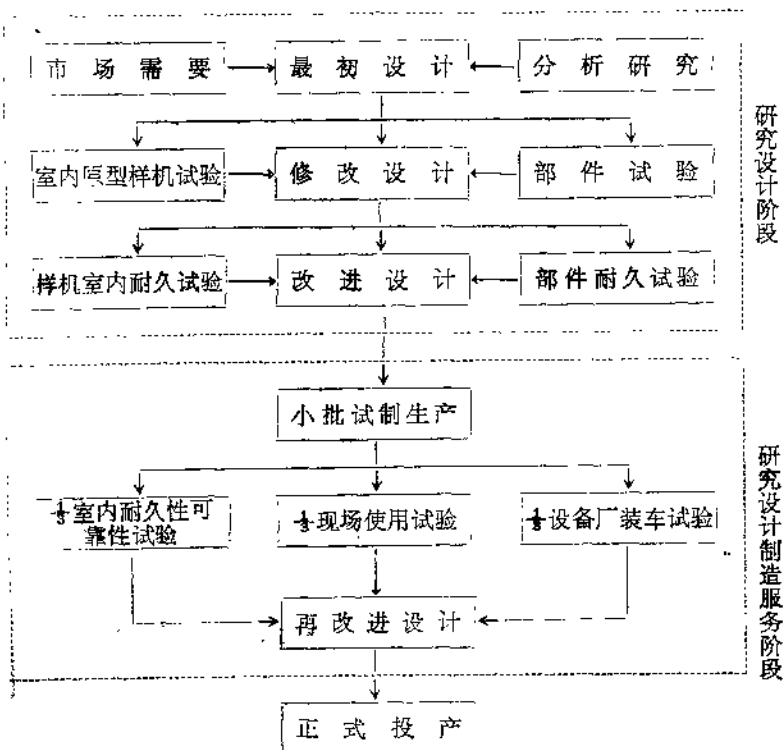 市场需要
最初设计
分析研究
室内原型样机试验
修改设计
部件试验
样机室内耐久试验
改进设计
部件耐久试验
研究设计阶段
小批试制生产
⅓室内耐久性可
靠性试验
⅓现场使用试验
⅓设备厂装车试验
再改进设计
研究设计制造服务阶段
正式投产